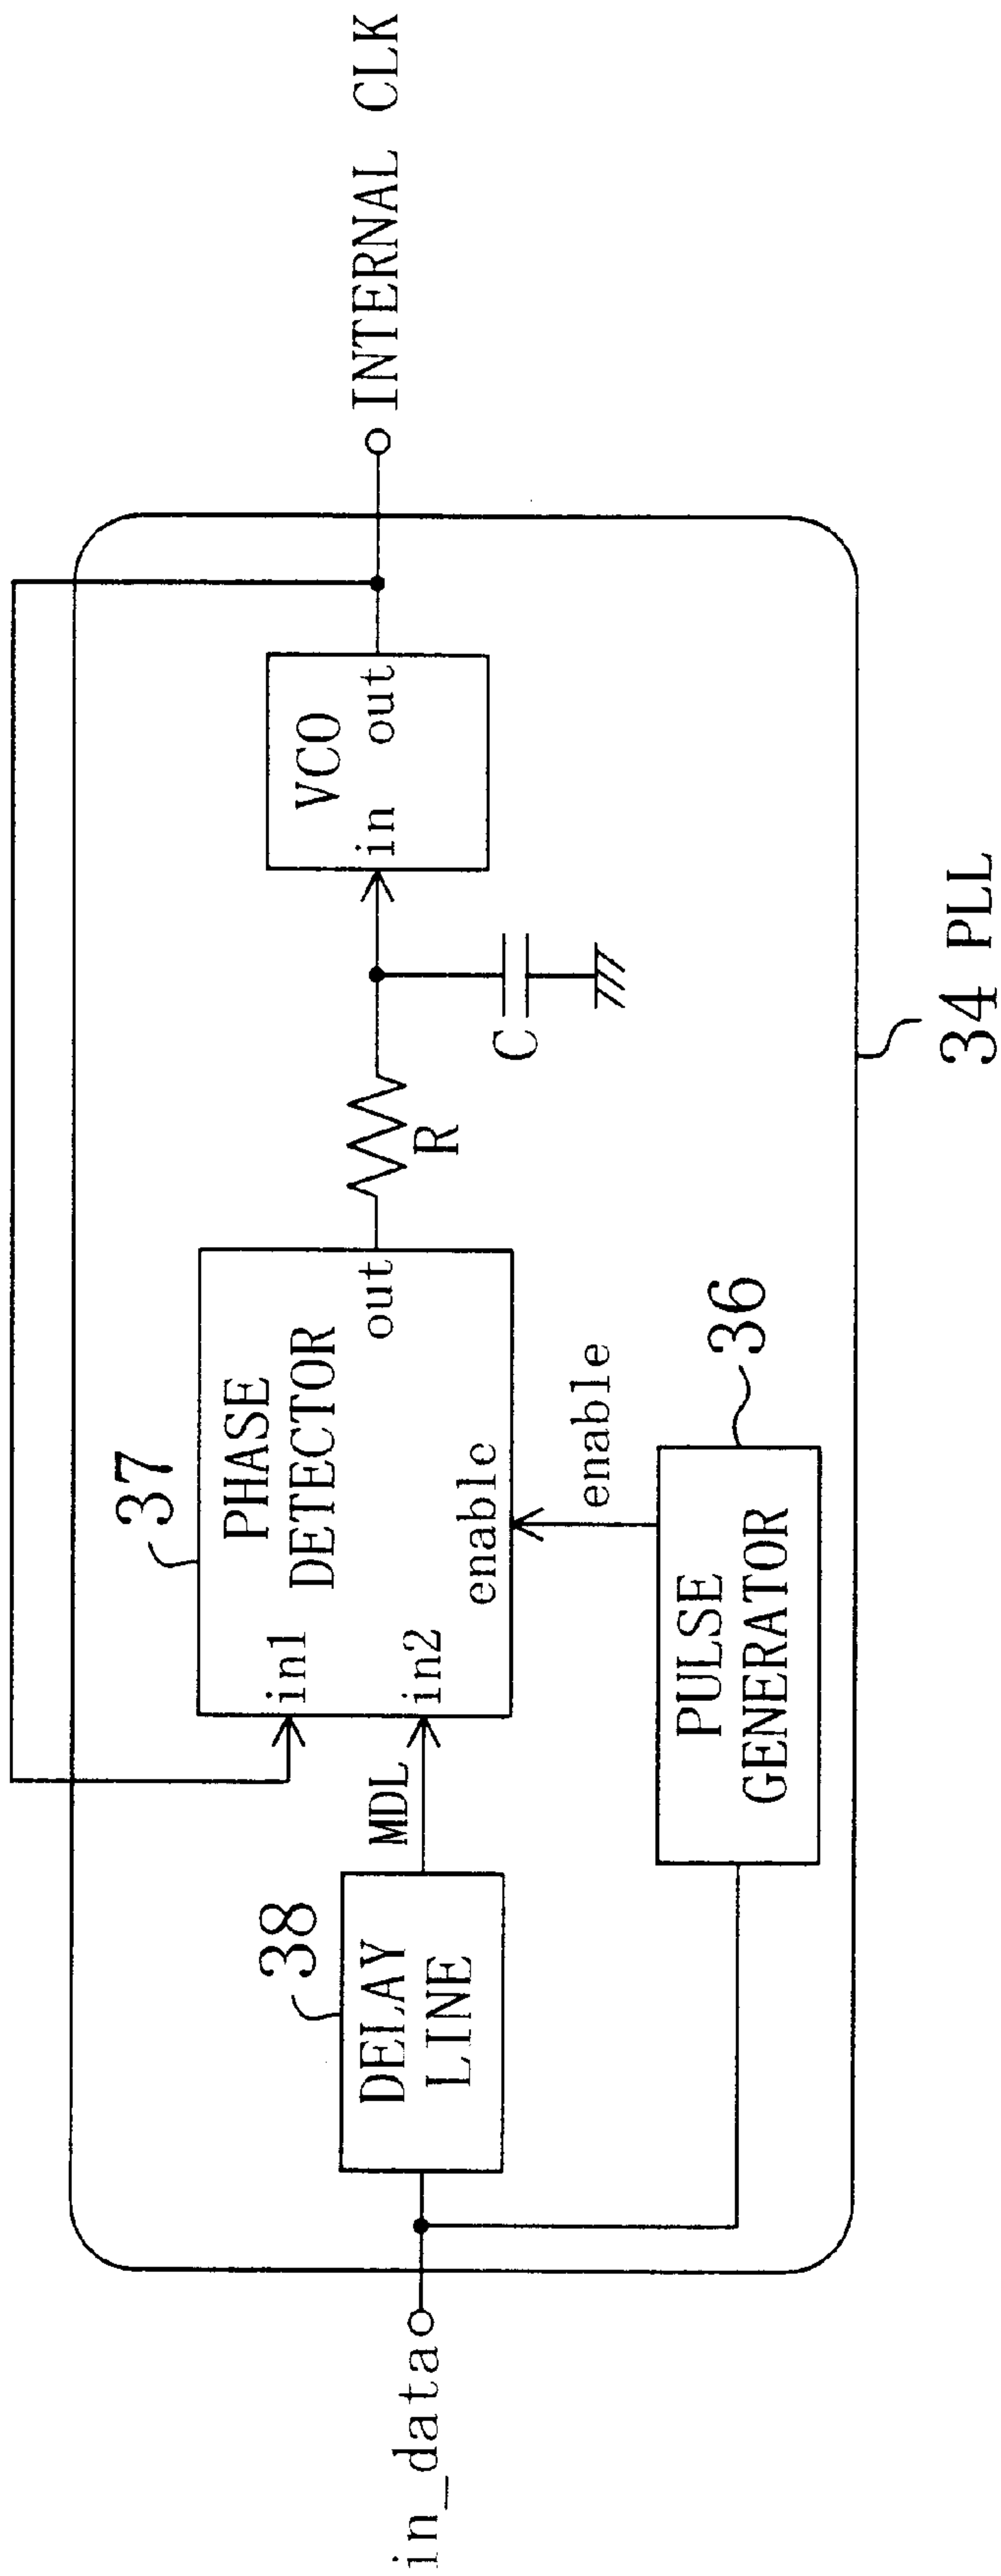 in_data
38
DELAY
LINE
MDL
37
PHASE
DETECTOR
in1
in2
enable
out
enable
PULSE
GENERATOR
36
R
C
VCO
in out
INTERNAL CLK
34 PLL